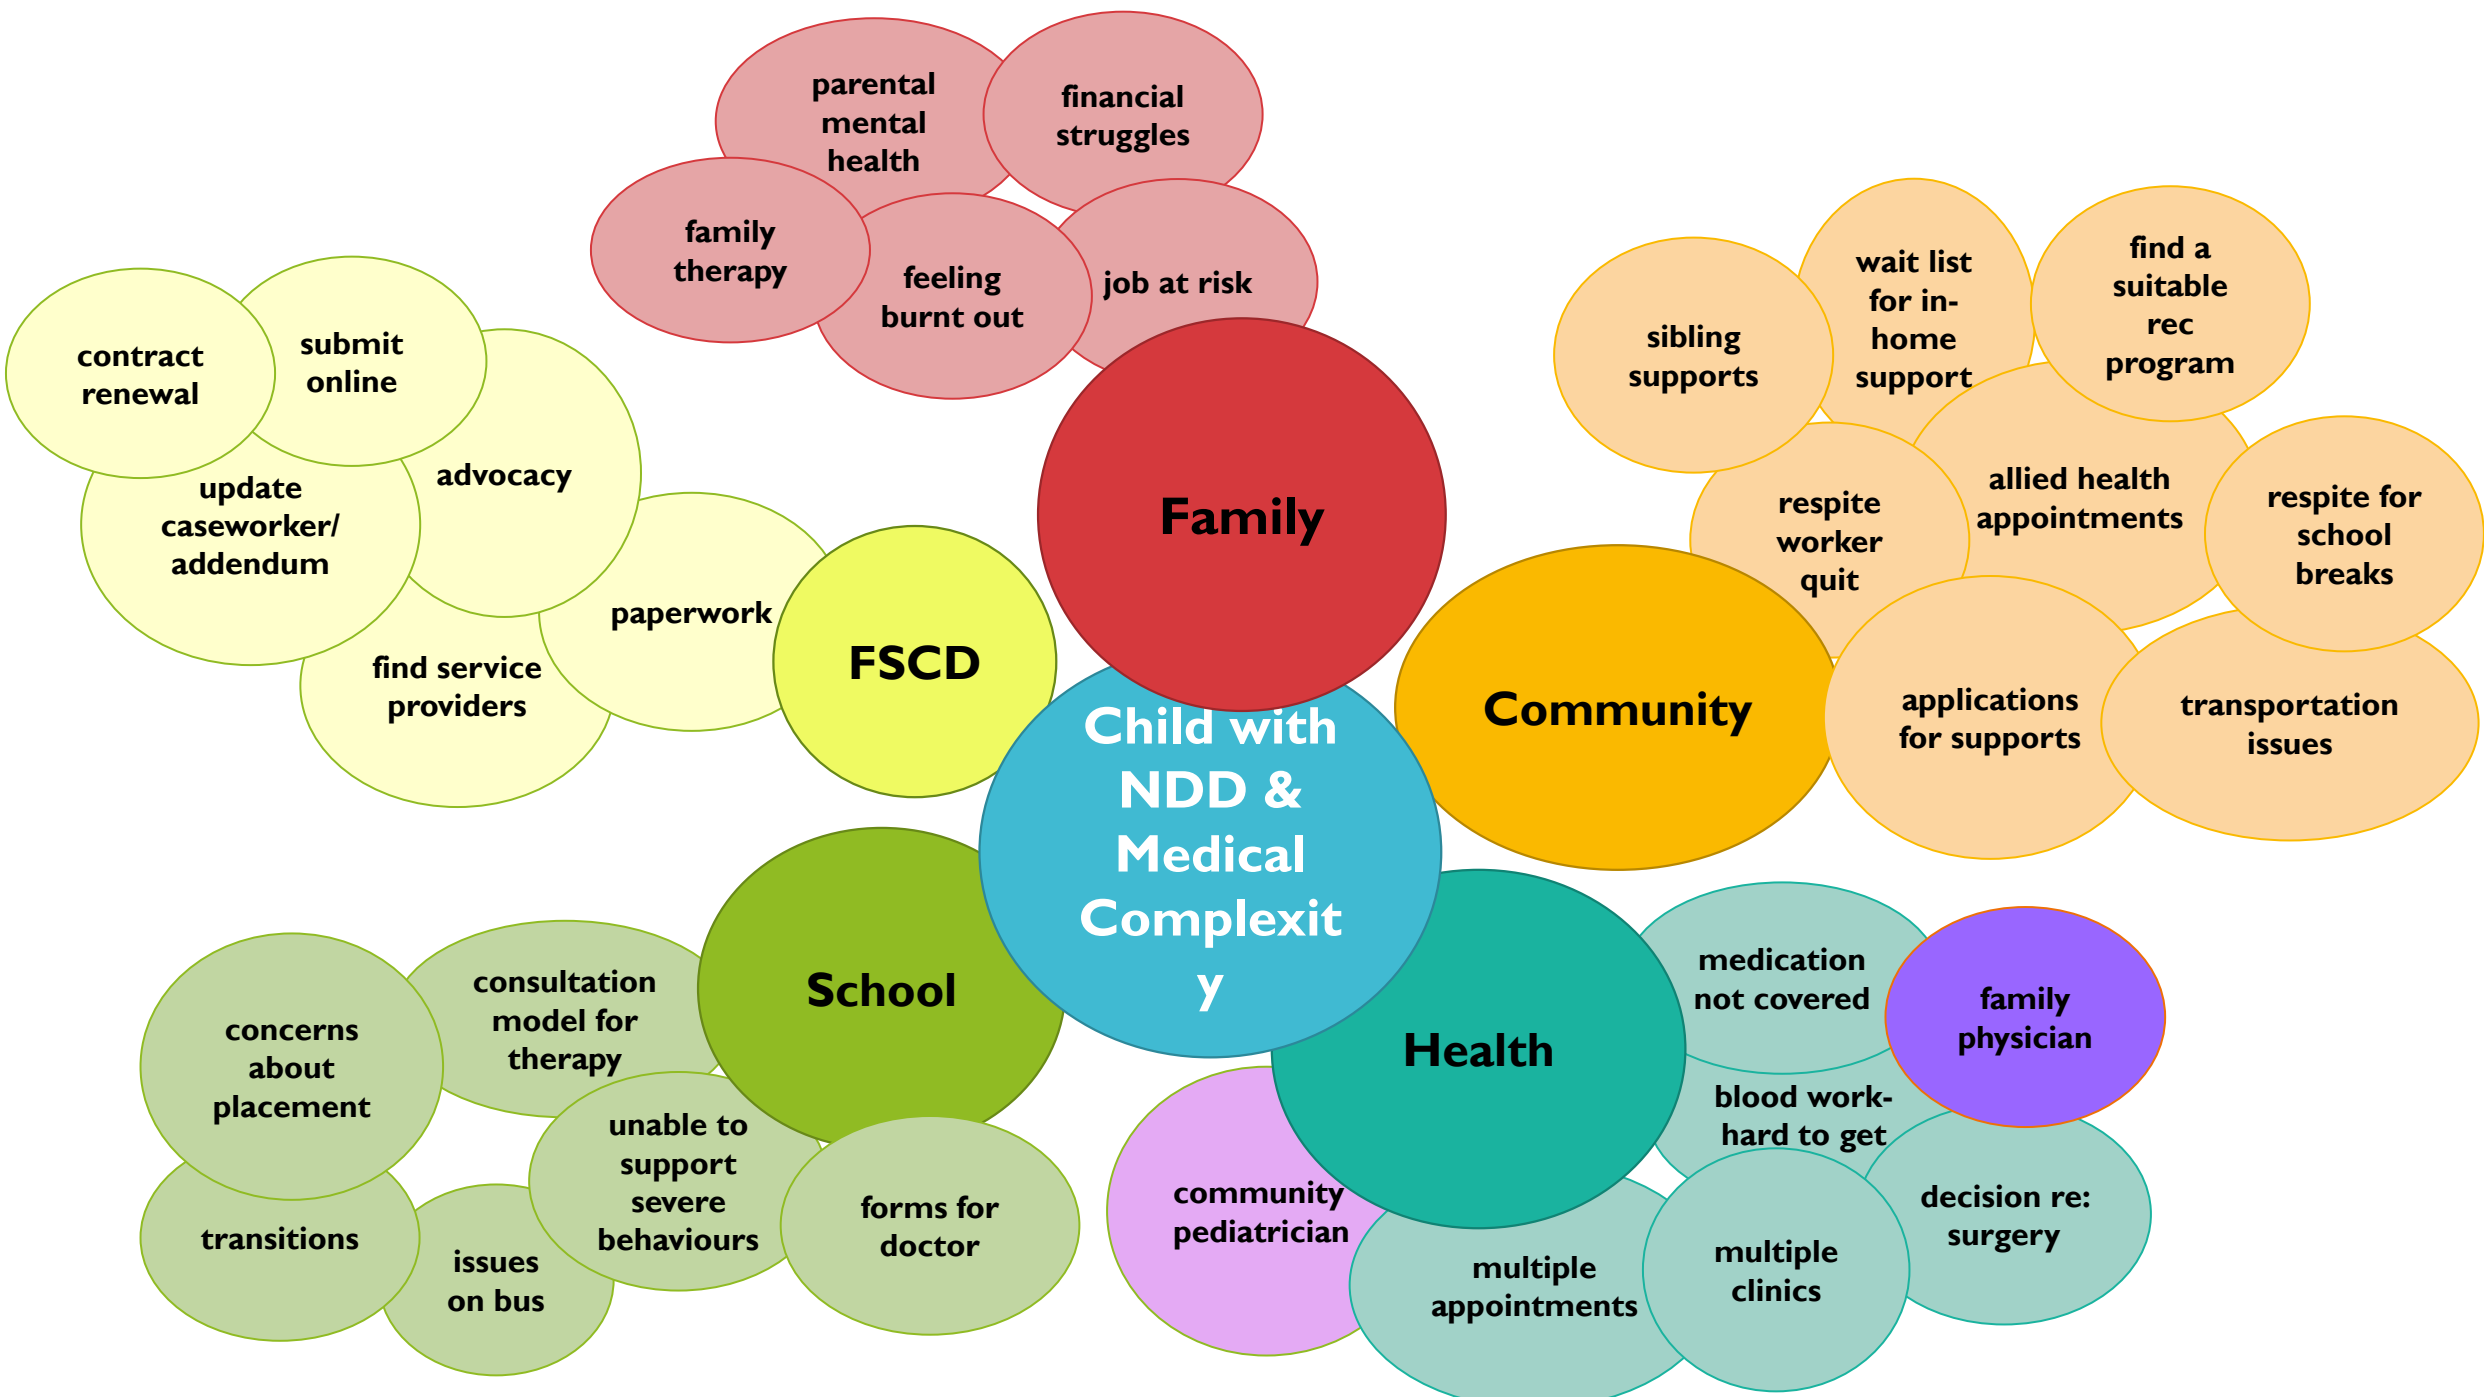 parental
mental
health
financial
struggles
family
therapy
feeling
burnt out
job at risk
Family
contract
renewal
submit
online
update
caseworker/
addendum
advocacy
paperwork
find service
providers
FSCD
sibling
supports
wait list
for in-
home
support
find a
suitable
rec
program
respite
worker
quit
allied health
appointments
respite for
school
breaks
applications
for supports
transportation
issues
Community
Child with
NDD &
Medical
Complexit
y
School
concerns
about
placement
consultation
model for
therapy
unable to
support
severe
behaviours
transitions
issues
on bus
forms for
doctor
Health
medication
not covered
family
physician
blood work-
hard to get
decision re:
surgery
community
pediatrician
multiple
appointments
multiple
clinics